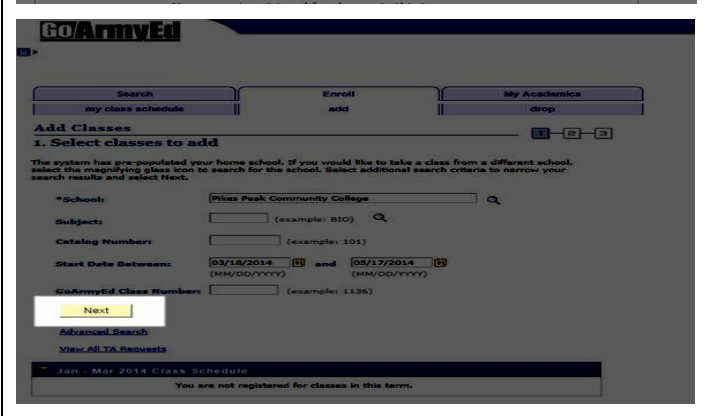 GoArmyEd
Search Enroll My Academics
my class schedule add drop
Add Classes
1 2 3
1. Select classes to add
The system has pre-populated your home school. If you would like to take a class from a different school,
select the magnifying glass icon to search for the school. Select additional search criteria to narrow your
search results and select Next.
*School: Pikes Peak Community College
Subject: (example: BIO)
Catalog Number: (example: 101)
Start Date Between: 03/18/2014 and 05/17/2014
(MM/DD/YYYY) (MM/DD/YYYY)
GoArmyEd Class Number: (example: 1136)
Next
Advanced Search
View All TA Requests
Jan - Mar 2014 Class Schedule
You are not registered for classes in this term.